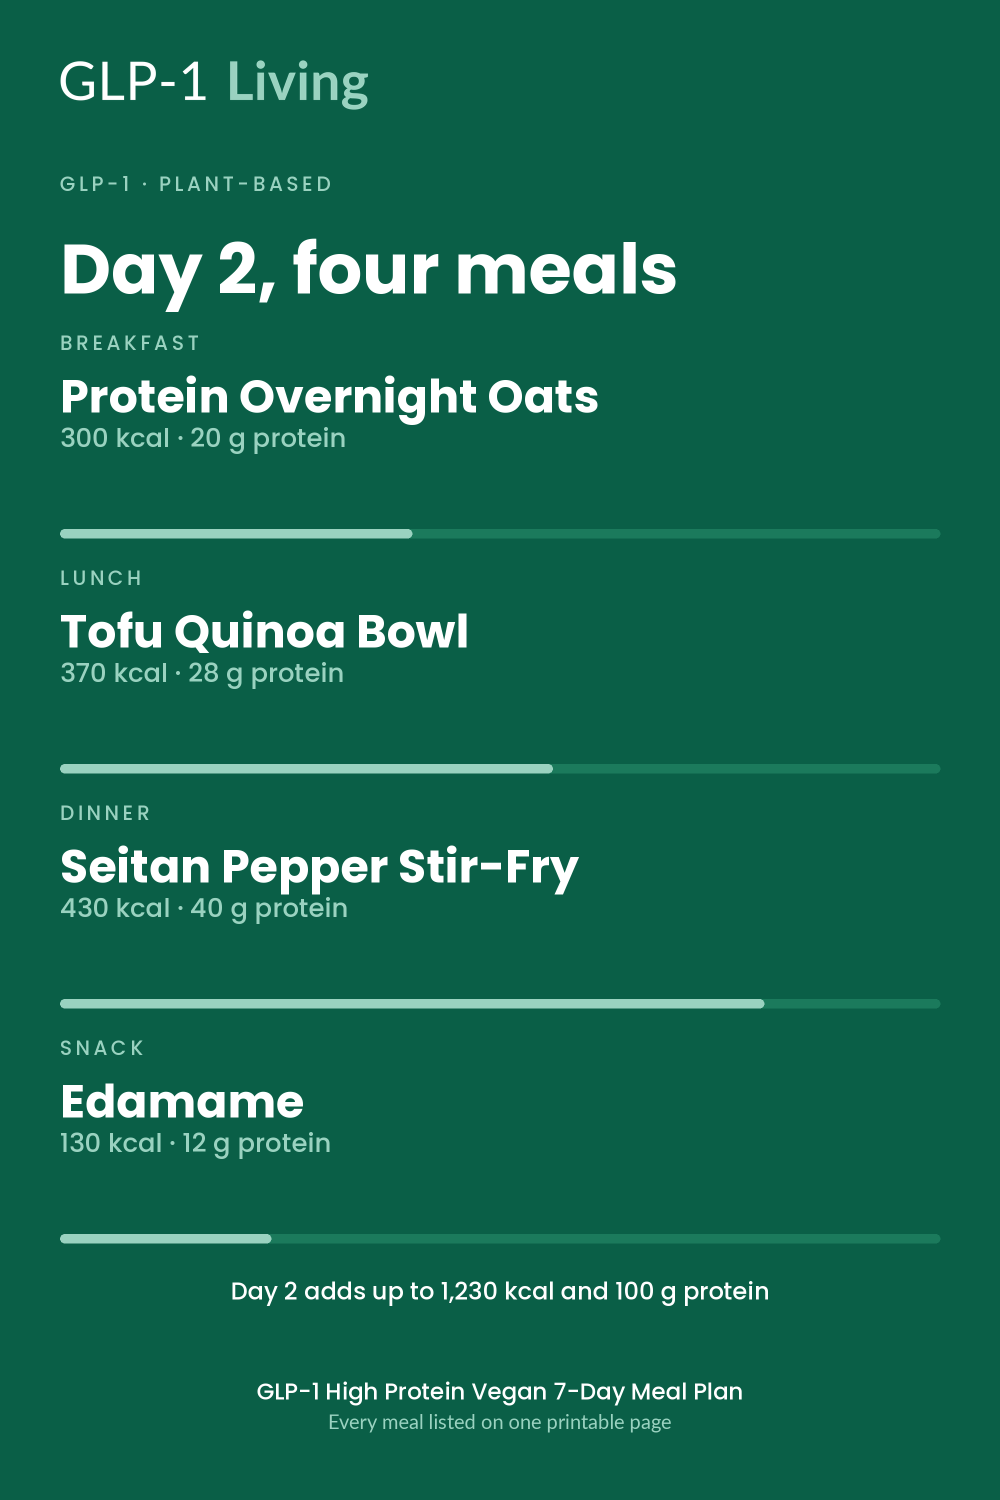 GLP-1 Living
GLP-1 · PLANT-BASED
Day 2, four meals
BREAKFAST
Protein Overnight Oats
300 kcal · 20 g protein
LUNCH
Tofu Quinoa Bowl
370 kcal · 28 g protein
DINNER
Seitan Pepper Stir-Fry
430 kcal · 40 g protein
SNACK
Edamame
130 kcal · 12 g protein
Day 2 adds up to 1,230 kcal and 100 g protein
GLP-1 High Protein Vegan 7-Day Meal Plan
Every meal listed on one printable page